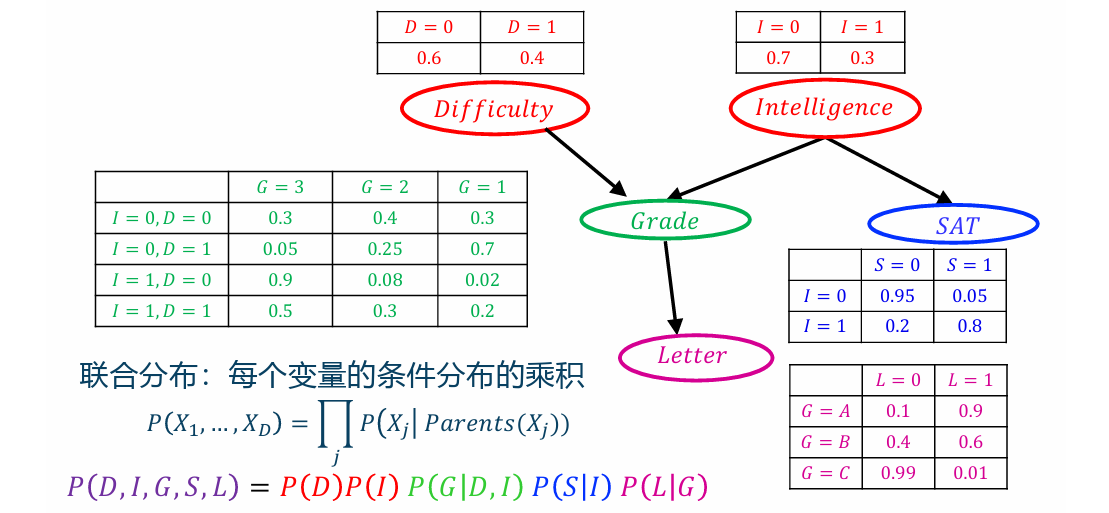 D = 0 D = 1
0.6 0.4
I = 0 I = 1
0.7 0.3
Difficulty
Intelligence
G = 3 G = 2 G = 1
I = 0, D = 0 0.3 0.4 0.3
I = 0, D = 1 0.05 0.25 0.7
I = 1, D = 0 0.9 0.08 0.02
I = 1, D = 1 0.5 0.3 0.2
Grade
SAT
S = 0 S = 1
I = 0 0.95 0.05
I = 1 0.2 0.8
Letter
L = 0 L = 1
G = A 0.1 0.9
G = B 0.4 0.6
G = C 0.99 0.01
联合分布：每个变量的条件分布的乘积
P(X₁, … , X_D) = ∏_j P(X_j| Parents(X_j))
P(D, I, G, S, L) = P(D)P(I) P(G|D, I) P(S|I) P(L|G)